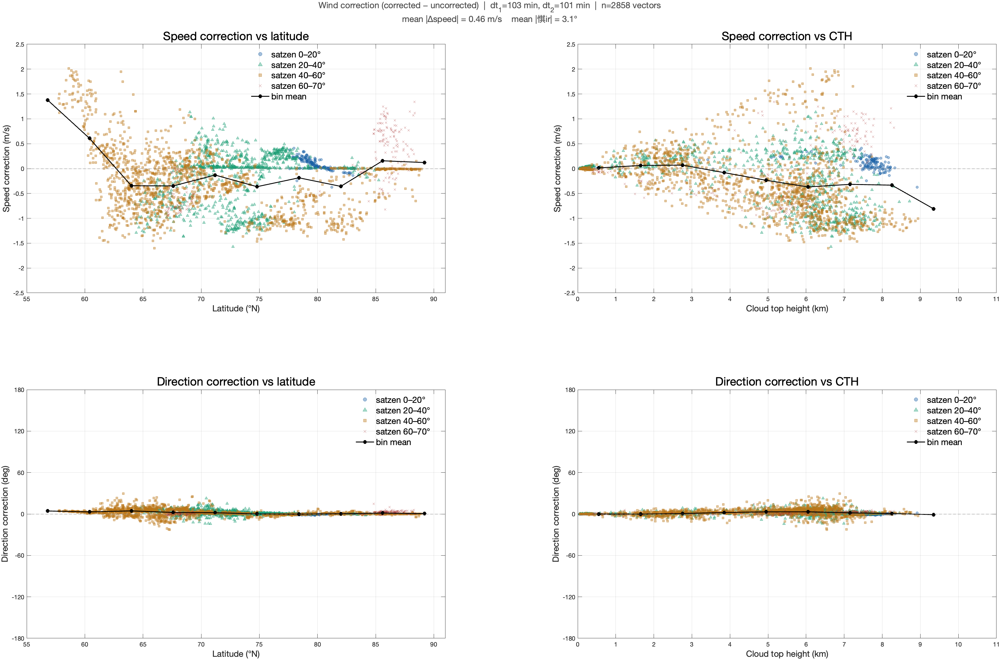 Wind correction (corrected − uncorrected) | dt1=103 min, dt2=101 min | n=2858 vectors
mean |Δspeed| = 0.46 m/s mean |惎ir| = 3.1°
Speed correction vs latitude
2.5
2
1.5
1
0.5
0
-0.5
-1
-1.5
-2
-2.5
Speed correction (m/s)
satzen 0–20°
satzen 20–40°
satzen 40–60°
satzen 60–70°
bin mean
55 60 65 70 75 80 85 90
Latitude (°N)
Speed correction vs CTH
2.5
2
1.5
1
0.5
0
-0.5
-1
-1.5
-2
-2.5
Speed correction (m/s)
satzen 0–20°
satzen 20–40°
satzen 40–60°
satzen 60–70°
bin mean
0 1 2 3 4 5 6 7 8 9 10 11
Cloud top height (km)
Direction correction vs latitude
180
120
60
0
-60
-120
-180
Direction correction (deg)
satzen 0–20°
satzen 20–40°
satzen 40–60°
satzen 60–70°
bin mean
55 60 65 70 75 80 85 90
Latitude (°N)
Direction correction vs CTH
180
120
60
0
-60
-120
-180
Direction correction (deg)
satzen 0–20°
satzen 20–40°
satzen 40–60°
satzen 60–70°
bin mean
0 1 2 3 4 5 6 7 8 9 10 11
Cloud top height (km)